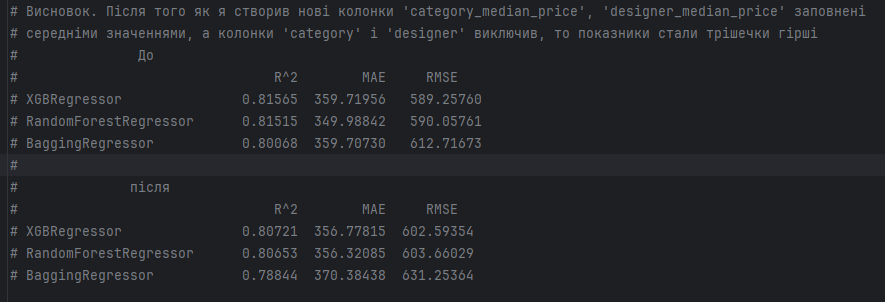 # Висновок. Після того як я створив нові колонки 'category_median_price', 'designer_median_price' заповнені
# середніми значеннями, а колонки 'category' і 'designer' виключив, то показники стали трішечки гірші
# До
# R^2 MAE RMSE
# XGBRegressor 0.81565 359.71956 589.25760
# RandomForestRegressor 0.81515 349.98842 590.05761
# BaggingRegressor 0.80068 359.70730 612.71673
#
# після
# R^2 MAE RMSE
# XGBRegressor 0.80721 356.77815 602.59354
# RandomForestRegressor 0.80653 356.32085 603.66029
# BaggingRegressor 0.78844 370.38438 631.25364